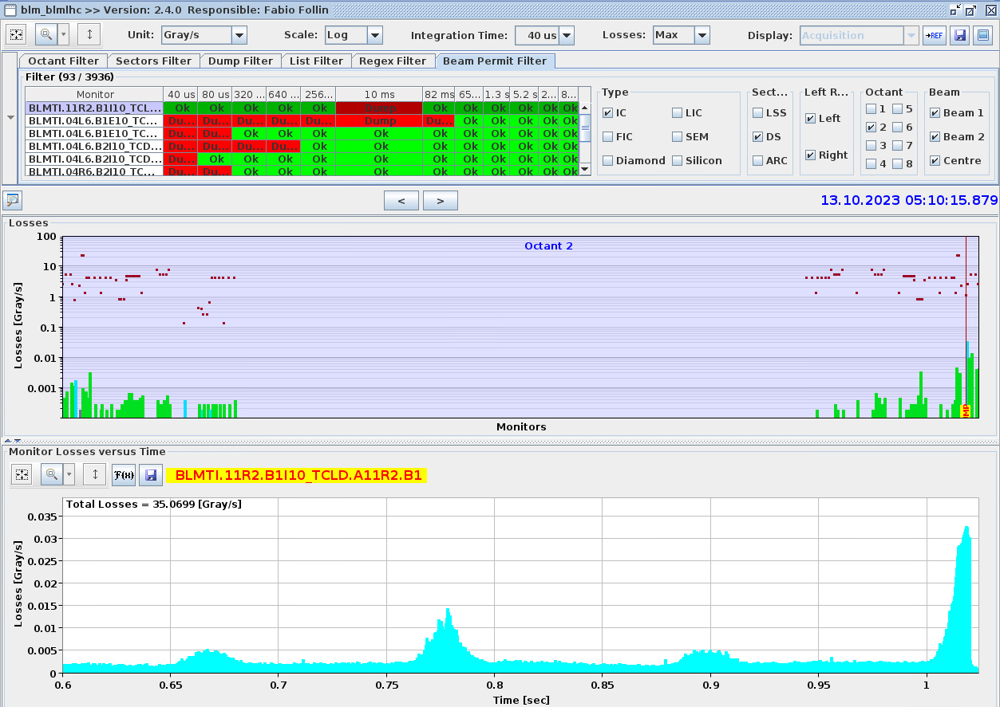 blm_blmlhc >> Version: 2.4.0 Responsible: Fabio Follin
Unit: Gray/s Scale: Log Integration Time: 40 us Losses: Max Display: Acquisition →REF
Octant Filter Sectors Filter Dump Filter List Filter Regex Filter Beam Permit Filter
Filter (93 / 3936)
Monitor 40 us 80 us 320 ... 640 ... 256... 10 ms 82 ms 65... 1.3 s 5.2 s 2... 8...
BLMTI.11R2.B1I10_TCL... Ok Ok Ok Ok Ok Dump Ok Ok Ok Ok Ok Ok
BLMTI.04L6.B1E10_TC... Du... Du... Du... Du... Du... Dump Du... Ok Ok Ok Ok Ok
BLMTI.04L6.B1E10_TC... Du... Du... Ok Ok Ok Ok Ok Ok Ok Ok Ok Ok
BLMTI.04L6.B2I10_TCD... Du... Du... Du... Du... Ok Ok Ok Ok Ok Ok Ok Ok
BLMTI.04L6.B2I10_TCD... Du... Ok Ok Ok Ok Ok Ok Ok Ok Ok Ok Ok
BLMTI.04R6.B2I10_TC... Du... Du... Ok Ok Ok Ok Ok Ok Ok Ok Ok Ok
Type
IC LIC
FIC SEM
Diamond Silicon
Sect...
LSS
DS
ARC
Left R...
Left
Right
Octant
1 5
2 6
3 7
4 8
Beam
Beam 1
Beam 2
Centre
< >
13.10.2023 05:10:15.879
Losses
Octant 2
Losses [Gray/s]
100
10
1
0.1
0.01
0.001
Monitors
Monitor Losses versus Time
F(x)
BLMTI.11R2.B1I10_TCLD.A11R2.B1
Total Losses = 35.0699 [Gray/s]
Losses [Gray/s]
0.035
0.03
0.025
0.02
0.015
0.01
0.005
0
0.6 0.65 0.7 0.75 0.8 0.85 0.9 0.95 1
Time [sec]